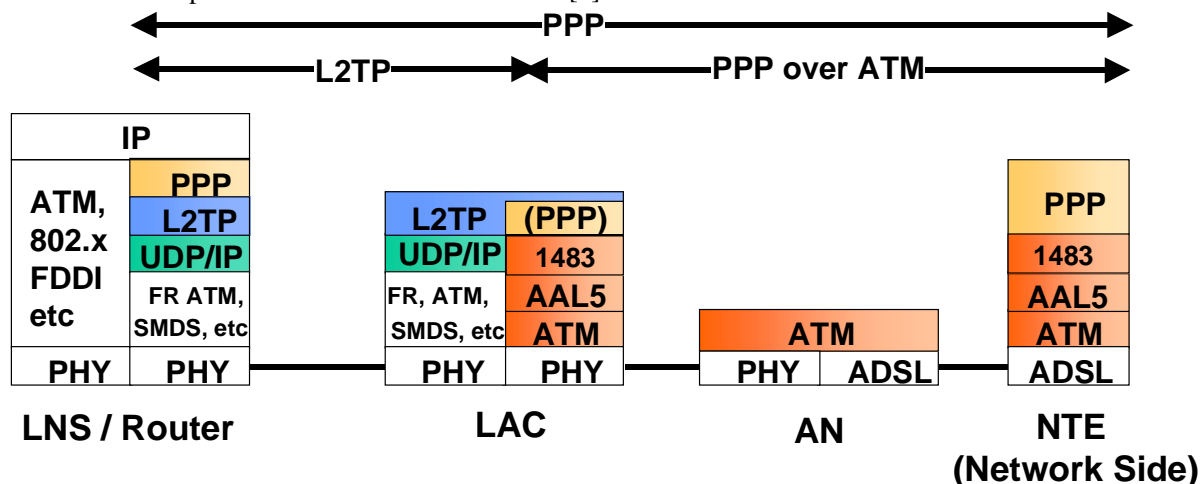 PPP
L2TP PPP over ATM
IP
ATM,
802.x
FDDI
etc
PHY
PPP
L2TP
UDP/IP
FR ATM,
SMDS, etc
PHY
LNS / Router
L2TP
UDP/IP
FR, ATM,
SMDS, etc
PHY
(PPP)
1483
AAL5
ATM
PHY
LAC
ATM
PHY ADSL
AN
PPP
1483
AAL5
ATM
ADSL
NTE
(Network Side)